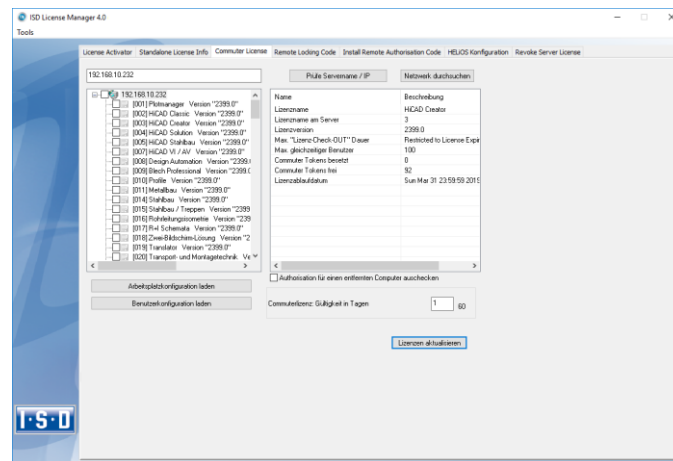 ISD License Manager 4.0
Tools
License Activator Standalone License Info Commuter License Remote Locking Code Install Remote Authorisation Code HELiOS Konfiguration Revoke Server License
192.168.10.232
Prüfe Servername / IP
Netzwerk durchsuchen
192.168.10.232
[001] Plotmanager Version "2399.0"
[002] HiCAD Classic Version "2399.0"
[003] HiCAD Creator Version "2399.0"
[004] HiCAD Solution Version "2399.0"
[005] HiCAD Stahlbau Version "2399.0"
[007] HiCAD VI / AV Version "2399.0"
[008] Design Automation Version "2399.
[009] Blech Professional Version "2399.0
[010] Profile Version "2399.0"
[011] Metallbau Version "2399.0"
[014] Stahlbau Version "2399.0"
[015] Stahlbau / Treppen Version "2399
[016] Rohrleitungsisometrie Version "239
[017] R+I Schemata Version "2399.0"
[018] Zwei-Bildschirm-Lösung Version "2
[019] Translator Version "2399.0"
[020] Transport- und Montagetechnik Ve
Name Beschreibung
Lizenzname HiCAD Creator
Lizenzname am Server 3
Lizenzversion 2399.0
Max. "Lizenz-Check-OUT" Dauer Restricted to License Expir
Max. gleichzeitiger Benutzer 100
Commuter Tokens besetzt 0
Commuter Tokens frei 92
Lizenzablaufdatum Sun Mar 31 23:59:59 2019
Authorisation für einen entfernten Computer auschecken
Arbeitsplatzkonfiguration laden
Benutzerkonfiguration laden
Commuterlizenz: Gültigkeit in Tagen 1 60
Lizenzen aktualisieren
I·S·D